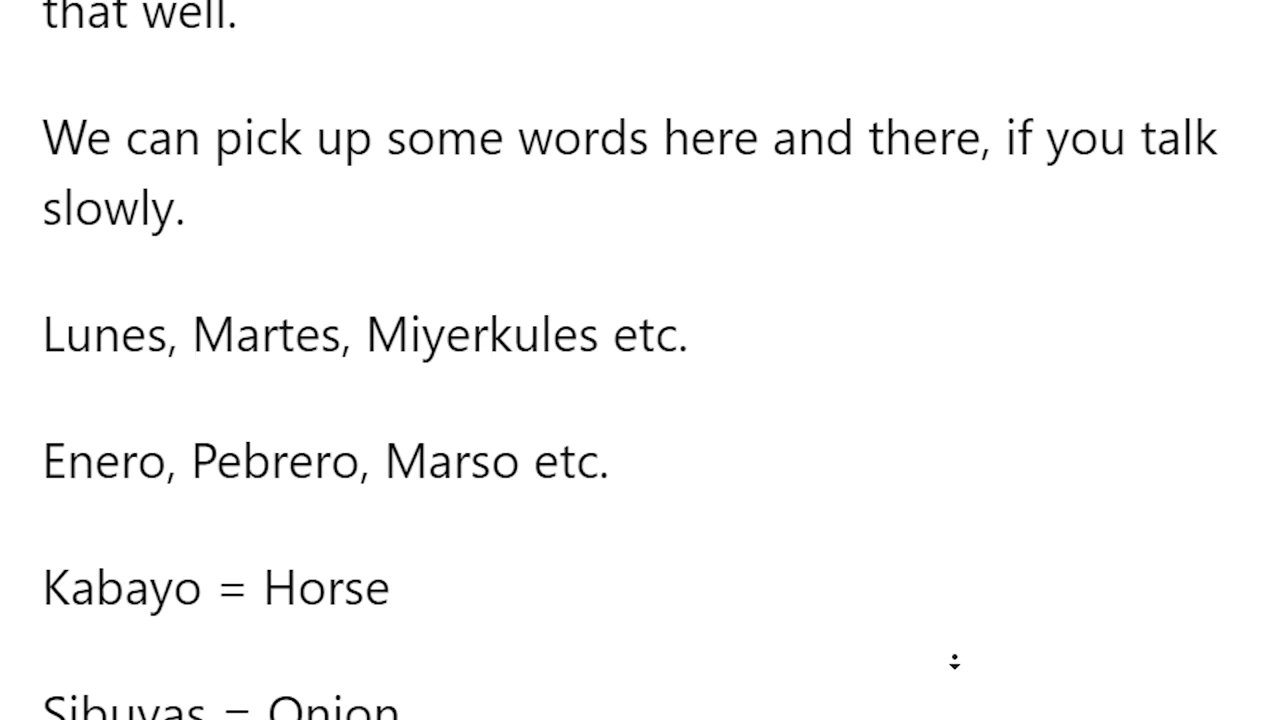 that well.
We can pick up some words here and there, if you talk
slowly.
Lunes, Martes, Miyerkules etc.
Enero, Pebrero, Marso etc.
Kabayo = Horse
Sibuyas = Onion